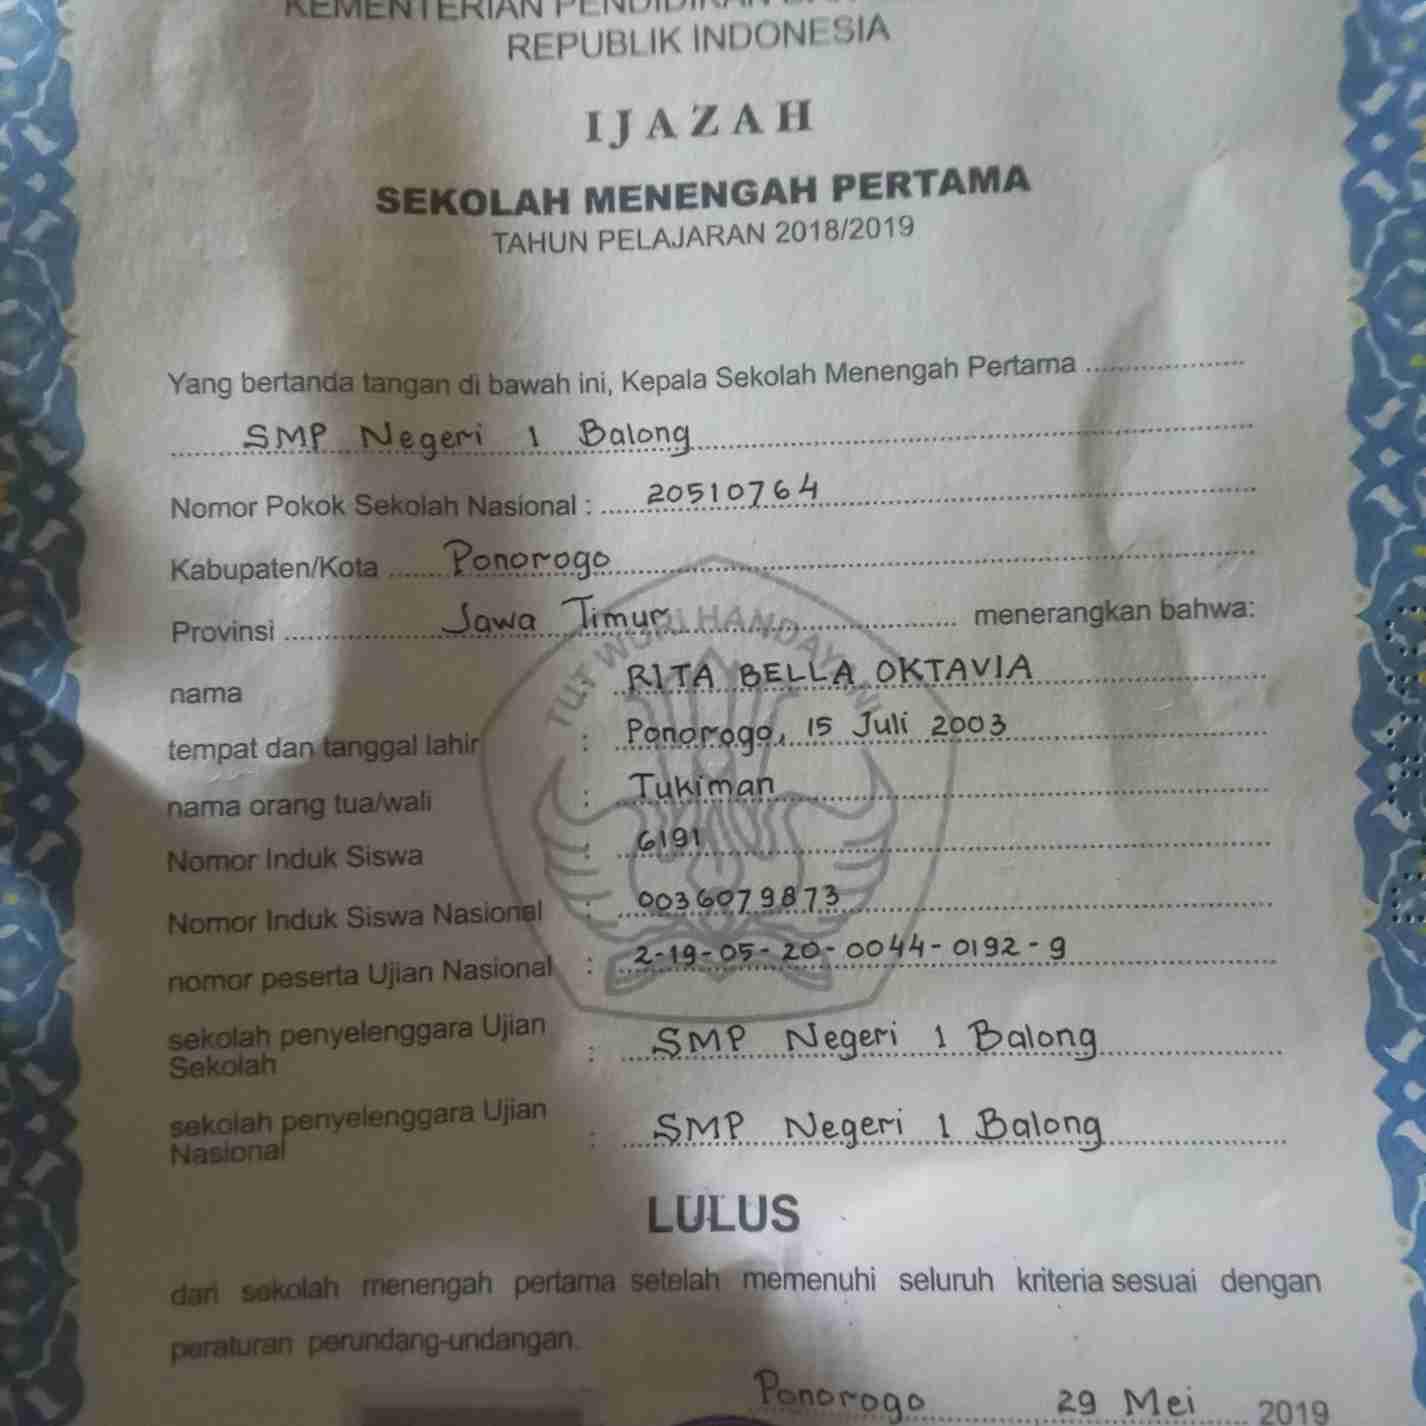 KEMENTERIAN PENDIDIKAN
REPUBLIK INDONESIA
IJAZAH
SEKOLAH MENENGAH PERTAMA
TAHUN PELAJARAN 2018/2019
Yang bertanda tangan di bawah ini, Kepala Sekolah Menengah Pertama
SMP Negeri 1 Balong
Nomor Pokok Sekolah Nasional : 20510764
Kabupaten/Kota Ponorogo
Provinsi Jawa Timur menerangkan bahwa:
TUT WURI HANDAYANI
nama RITA BELLA OKTAVIA
tempat dan tanggal lahir : Ponorogo, 15 Juli 2003
nama orang tua/wali : Tukiman
Nomor Induk Siswa : 6191
Nomor Induk Siswa Nasional : 0036079873
nomor peserta Ujian Nasional : 2-19-05-20-0044-0192-9
sekolah penyelenggara Ujian
Sekolah : SMP Negeri 1 Balong
sekolah penyelenggara Ujian
Nasional : SMP Negeri 1 Balong
LULUS
dari sekolah menengah pertama setelah memenuhi seluruh kriteria sesuai dengan
peraturan perundang-undangan.
Ponorogo 29 Mei 2019